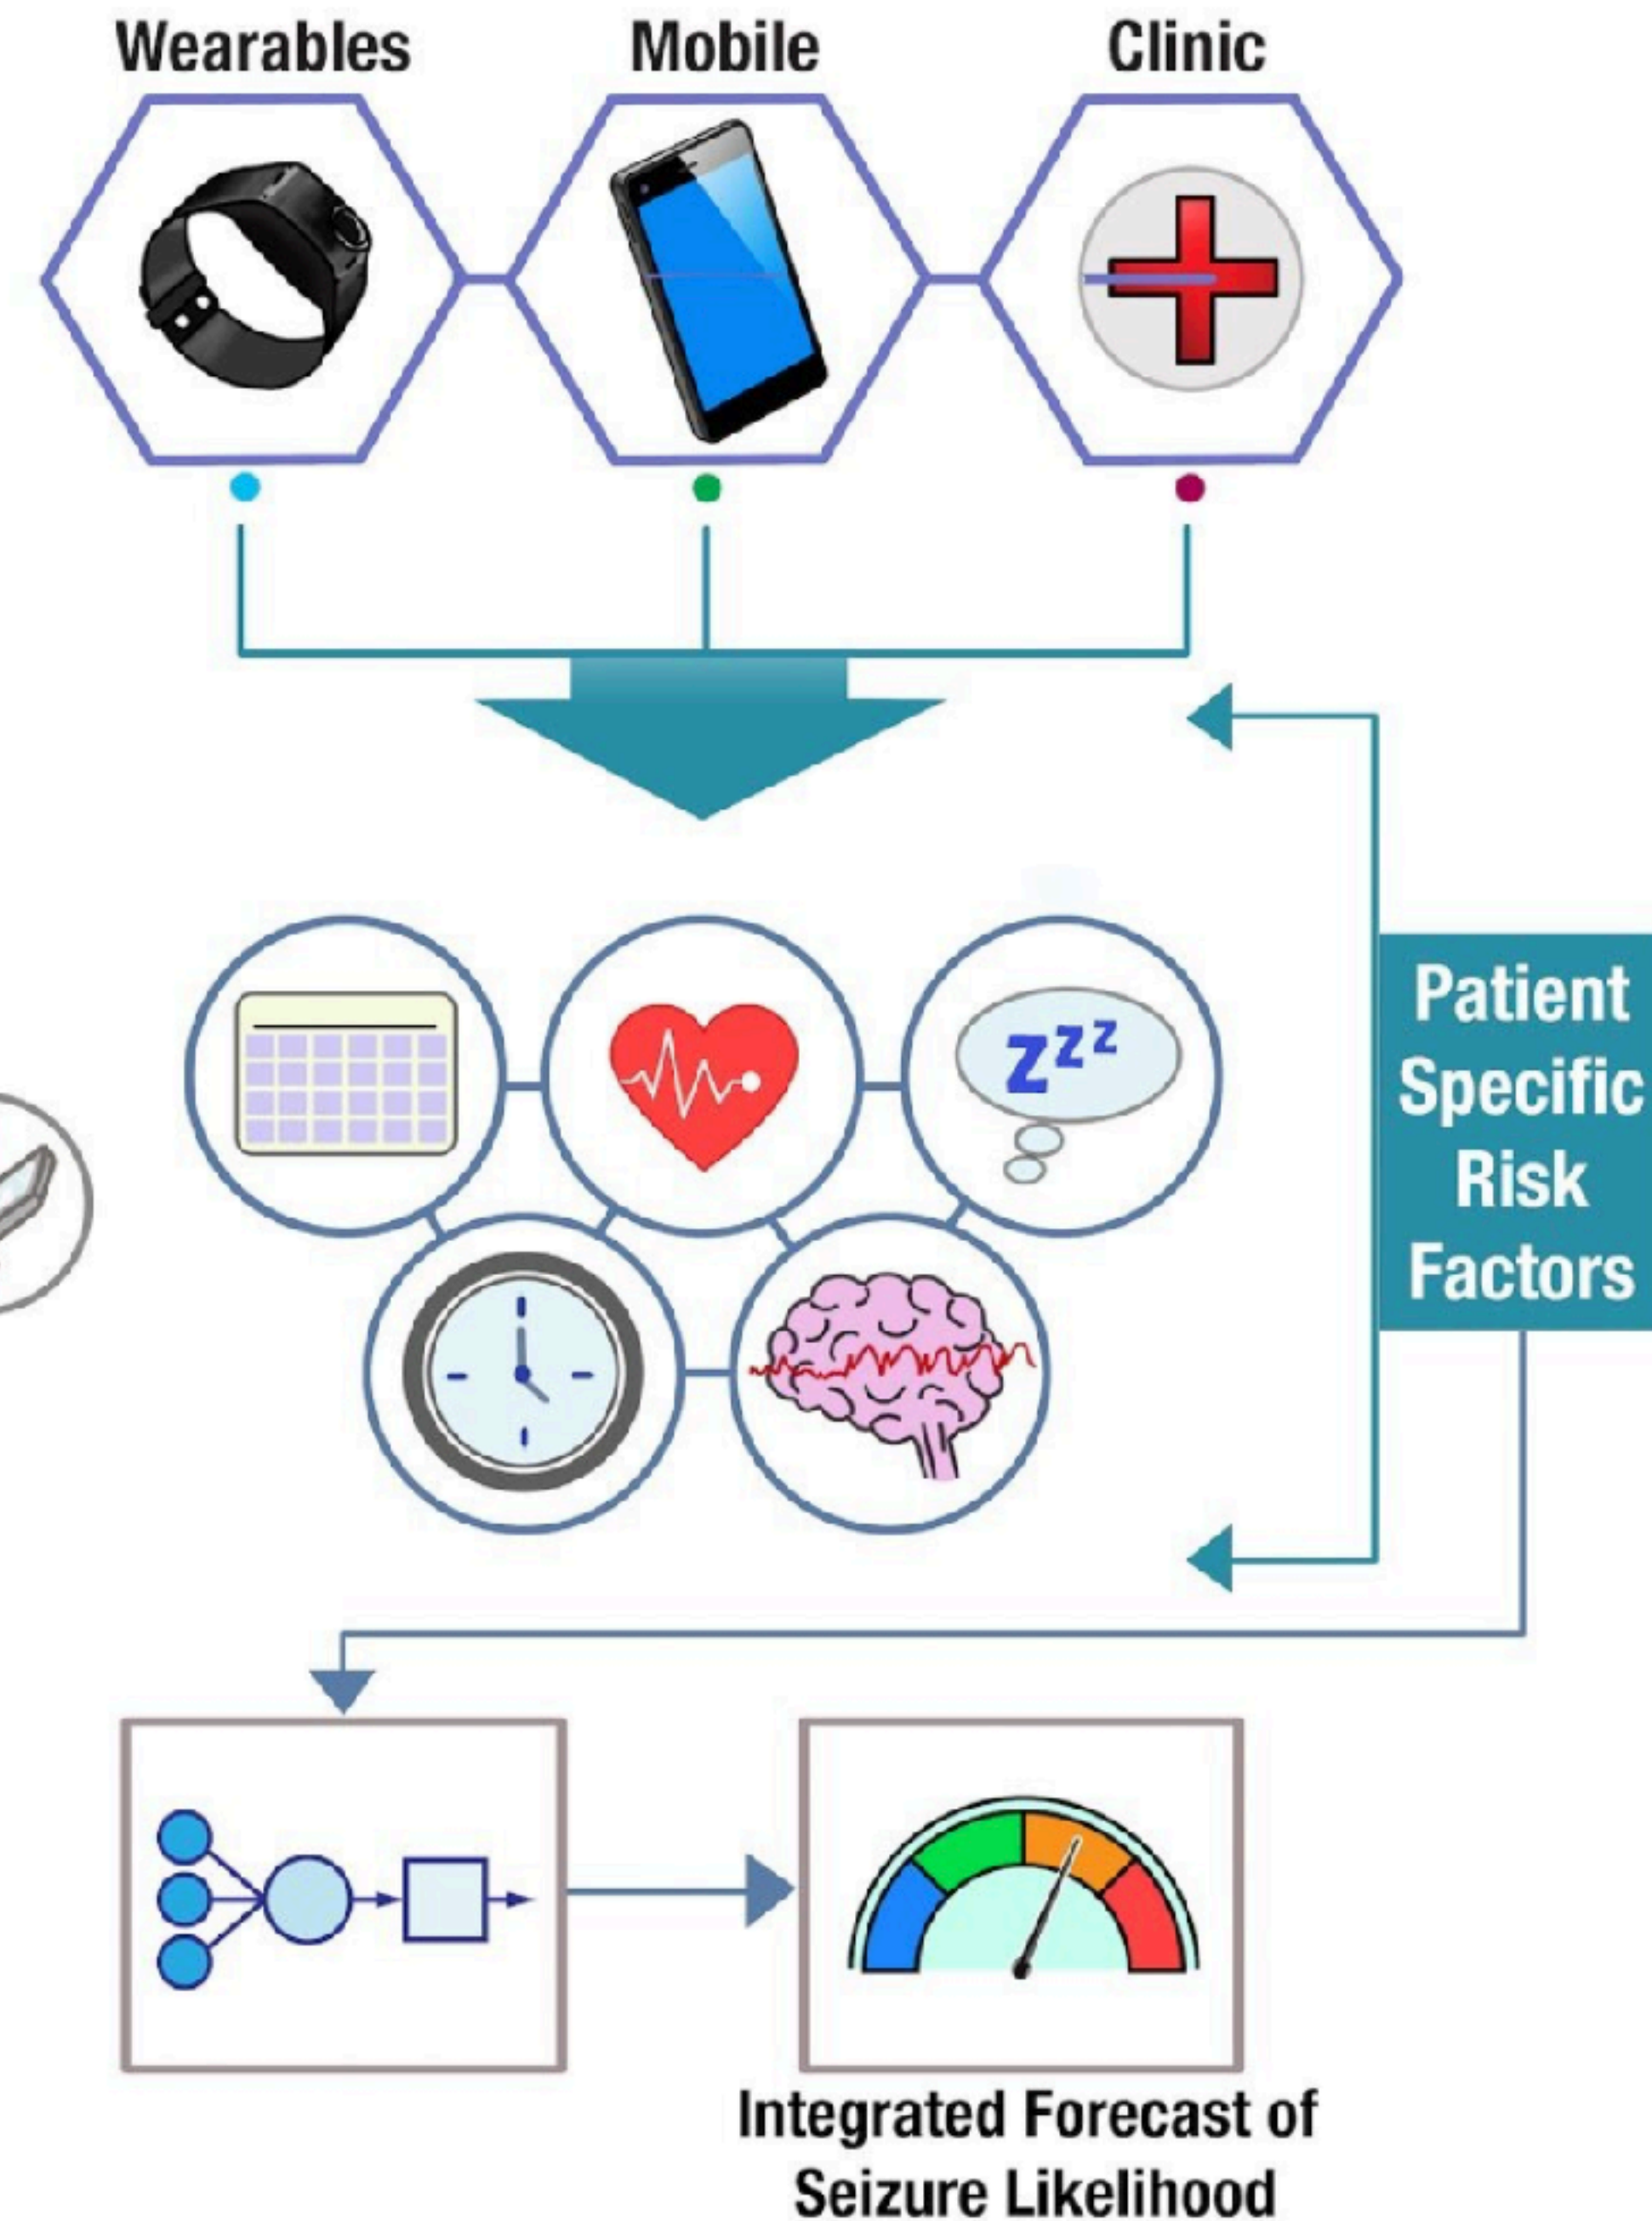 Wearables
Mobile
Clinic
z z z
Patient
Specific
Risk
Factors
Integrated Forecast of
Seizure Likelihood